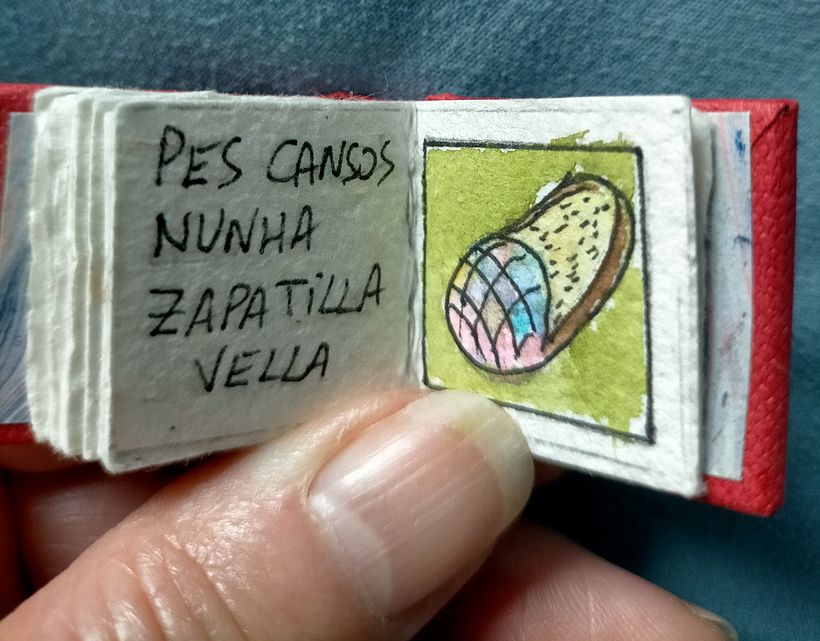 PES CANSOS
NUNHA
ZAPATiLLA
VELLA